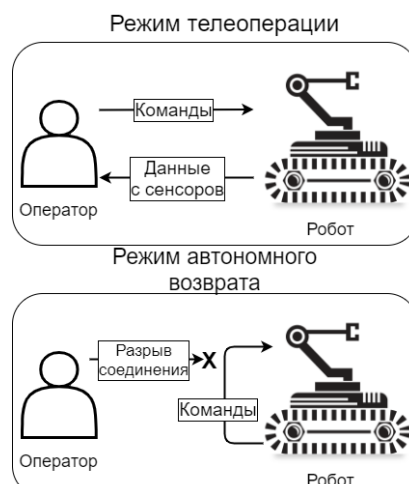 Режим телеоперации
Команды
Данные
с сенсоров
Оператор
Робот
Режим автономного
возврата
Разрыв
соединения
X
Команды
Оператор
Робот